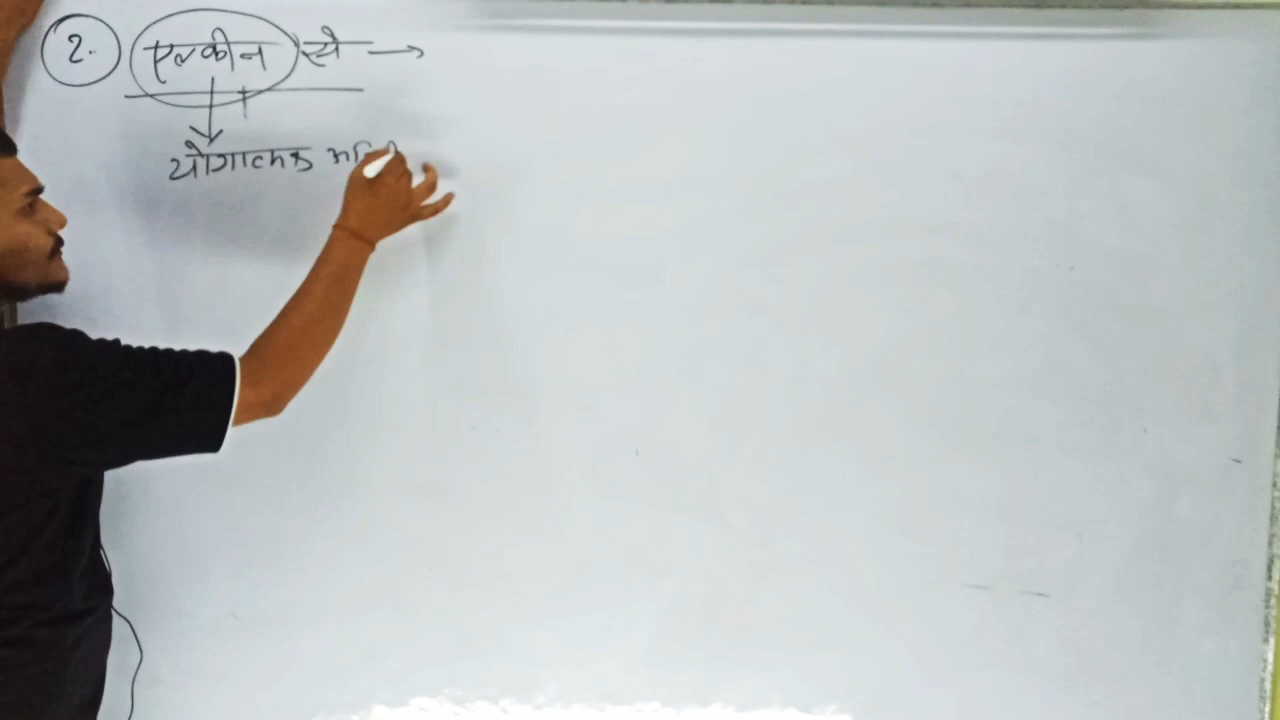 2. एल्कीन से →
योगात्मक